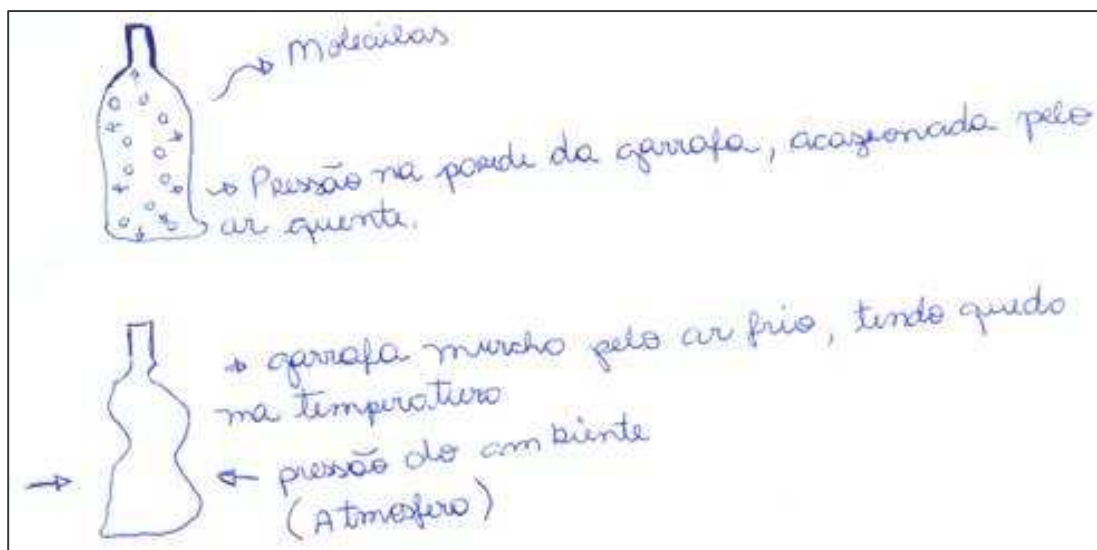 Moléculas
Pressão na parede da garrafa, acazionada pelo
ar quente.
garrafa murcha pelo ar frio, tendo queda
na temperatura
pressão do ambiente
(Atmosfera)